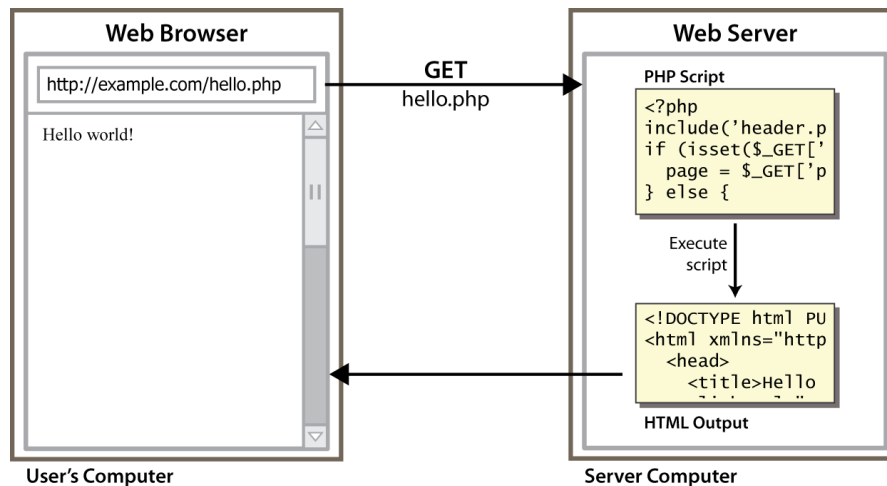 Web Browser
http://example.com/hello.php
Hello world!
User's Computer
GET
hello.php
Web Server
PHP Script
<?php
include('header.p
if (isset($_GET['
page = $_GET['p
} else {
Execute
script
<!DOCTYPE html PU
<html xmlns="http
<head>
<title>Hello
HTML Output
Server Computer